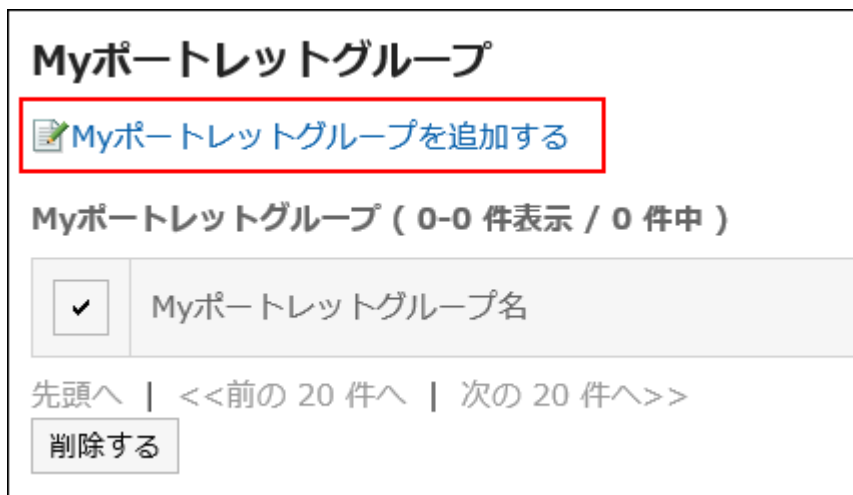 Myポートレットグループ
Myポートレットグループを追加する
Myポートレットグループ ( 0-0 件表示 / 0 件中 )
Myポートレットグループ名
先頭へ | <<前の 20 件へ | 次の 20 件へ>>
削除する